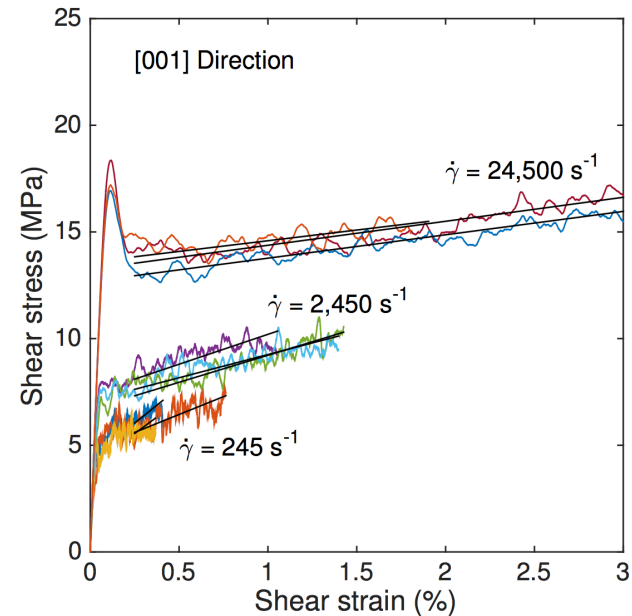 25
[001] Direction
20
γ̇ = 24,500 s⁻¹
15
Shear stress (MPa)
γ̇ = 2,450 s⁻¹
10
5
γ̇ = 245 s⁻¹
0
0 0.5 1 1.5 2 2.5 3
Shear strain (%)